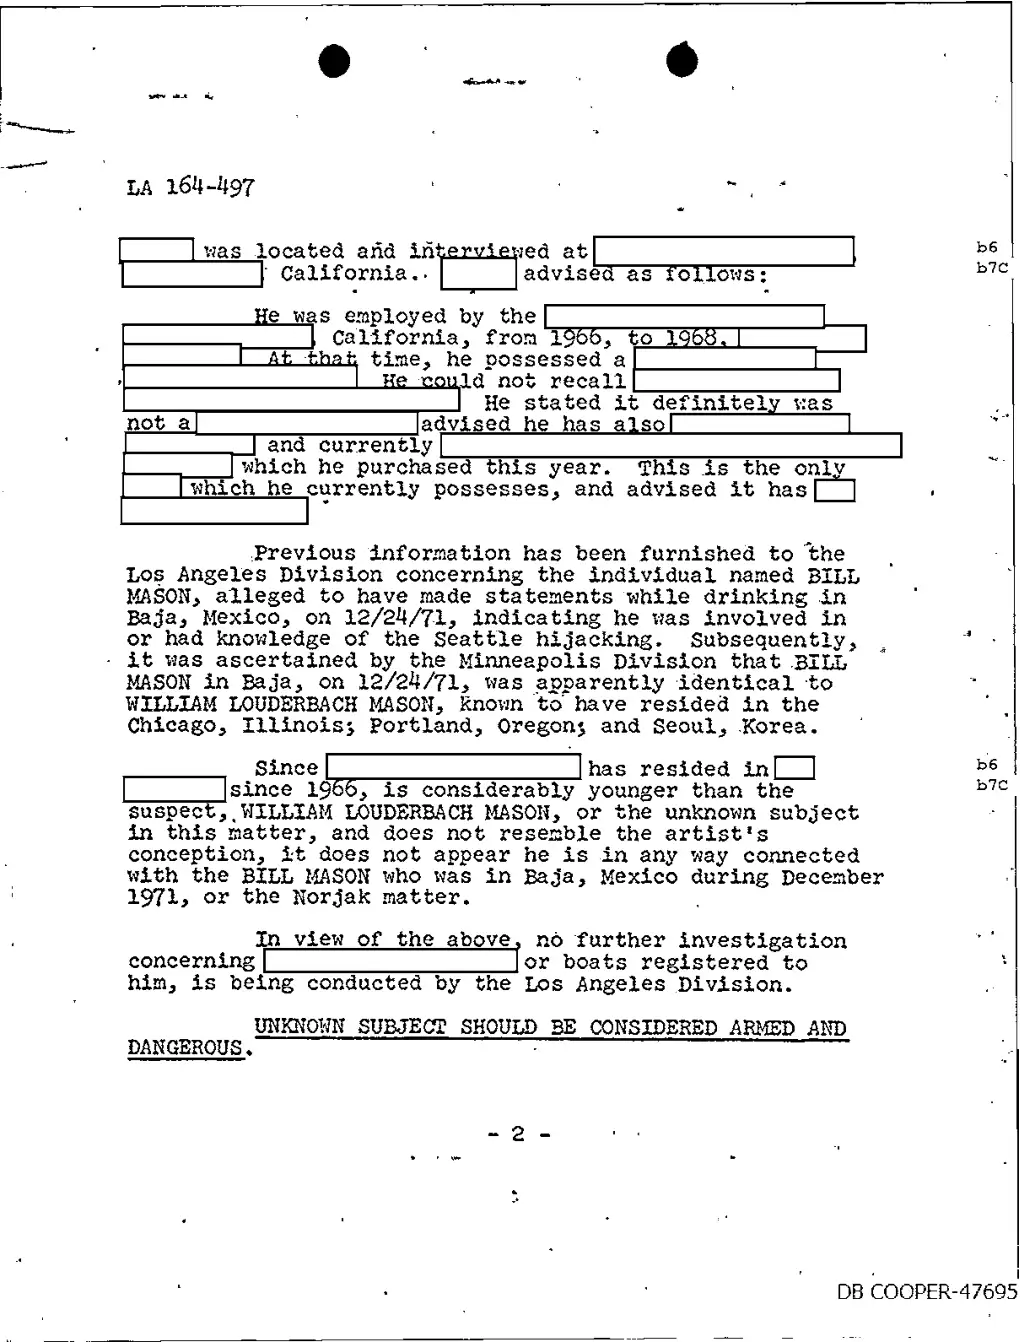 LA 164-497
was located and interviewed at b6
California. advised as follows: b7C
He was employed by the
, California, from 1966, to 1968.
At that time, he possessed a
He could not recall
He stated it definitely was
not a advised he has also
and currently
which he purchased this year. This is the only
which he currently possesses, and advised it has
Previous information has been furnished to the
Los Angeles Division concerning the individual named BILL
MASON, alleged to have made statements while drinking in
Baja, Mexico, on 12/24/71, indicating he was involved in
or had knowledge of the Seattle hijacking. Subsequently,
it was ascertained by the Minneapolis Division that BILL
MASON in Baja, on 12/24/71, was apparently identical to
WILLIAM LOUDERBACH MASON, known to have resided in the
Chicago, Illinois; Portland, Oregon; and Seoul, Korea.
Since has resided in b6
since 1966, is considerably younger than the b7C
suspect, WILLIAM LOUDERBACH MASON, or the unknown subject
in this matter, and does not resemble the artist's
conception, it does not appear he is in any way connected
with the BILL MASON who was in Baja, Mexico during December
1971, or the Norjak matter.
In view of the above, no further investigation
concerning or boats registered to
him, is being conducted by the Los Angeles Division.
UNKNOWN SUBJECT SHOULD BE CONSIDERED ARMED AND
DANGEROUS.
- 2 -
DB COOPER-47695